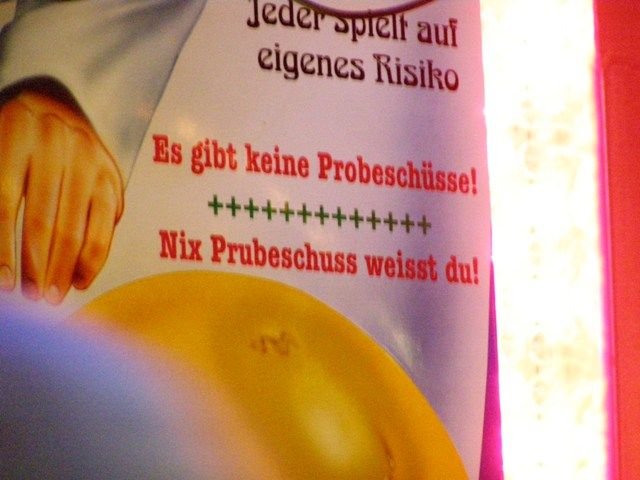 Jeder spielt auf
eigenes Risiko
Es gibt keine Probeschüsse!
+++++++++++++
Nix Prubeschuss weisst du!